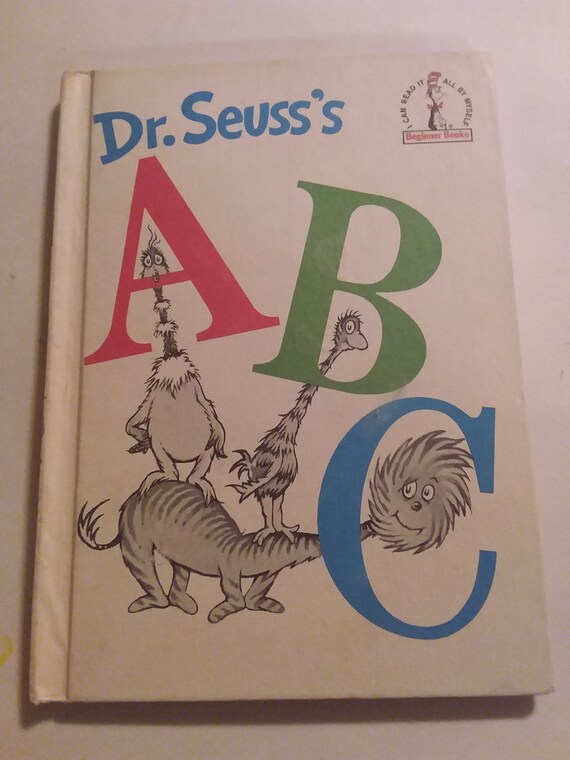 Dr. Seuss's
I CAN READ IT ALL BY MYSELF
Beginner Books
A
B
C